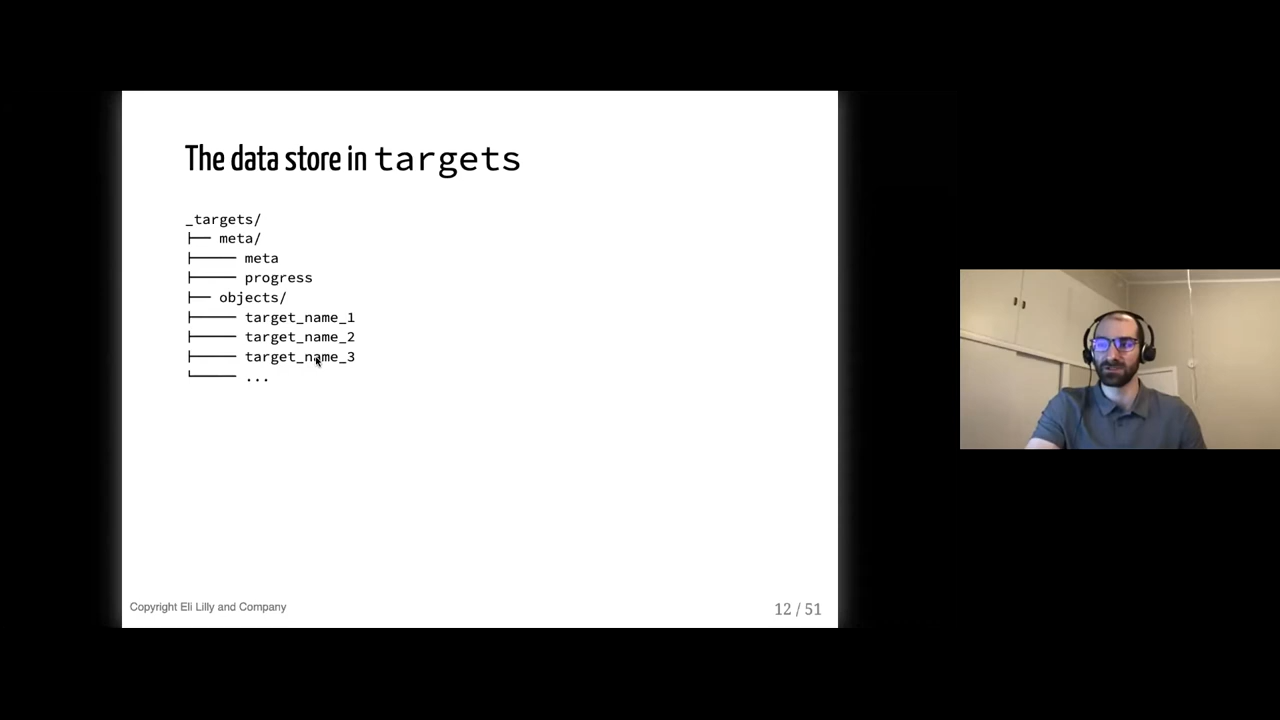 The data store in targets
_targets/
├── meta/
├───── meta
├───── progress
├── objects/
├───── target_name_1
├───── target_name_2
├───── target_name_3
└───── ...
Copyright Eli Lilly and Company
12 / 51